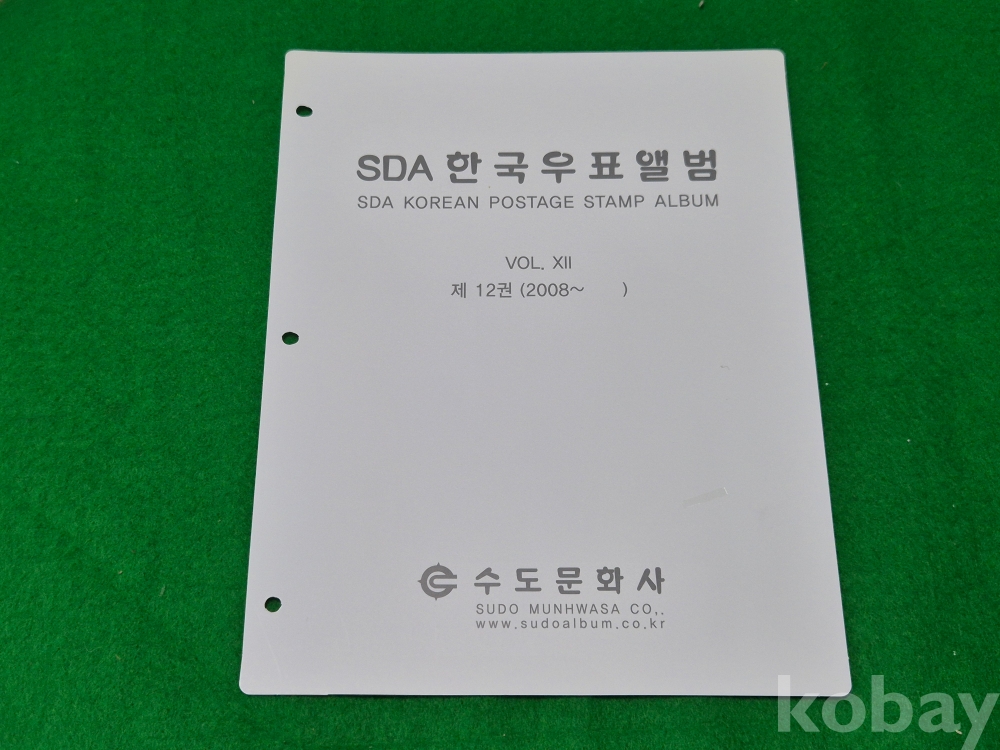 SDA 한국우표앨범
SDA KOREAN POSTAGE STAMP ALBUM
VOL. XII
제 12권 (2008~ )
수도문화사
SUDO MUNHWASA CO,.
www.sudoalbum.co.kr
kobay